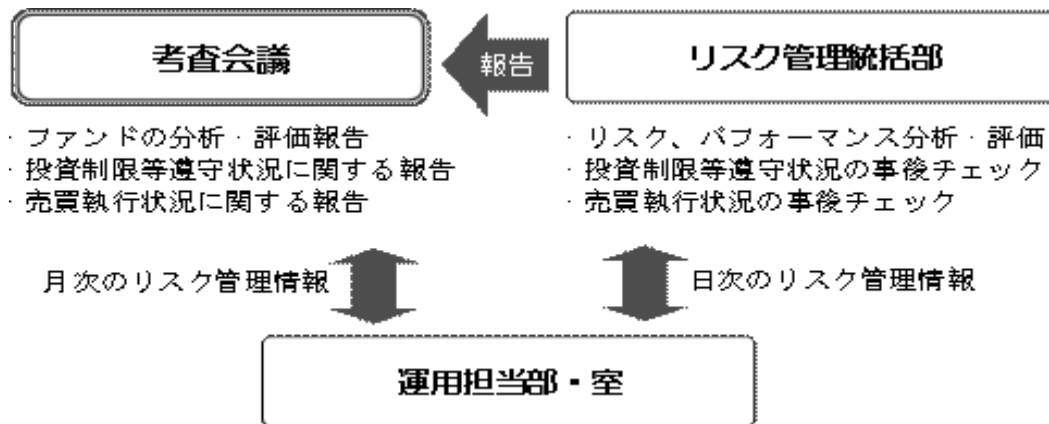 考査会議
報告
リスク管理統括部
· ファンドの分析 · 評価報告
· 投資制限等遵守状況に関する報告
· 売買執行状況に関する報告
· リスク、パフォーマンス分析 · 評価
· 投資制限等遵守状況の事後チェック
· 売買執行状況の事後チェック
月次のリスク管理情報
日次のリスク管理情報
運用担当部・室